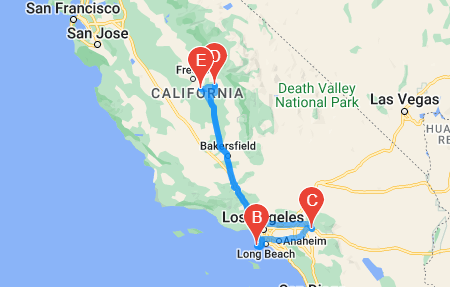 San Francisco
San Jose
Fre
E
D
CALIFORNIA
Death Valley
National Park
Las Vegas
HUA
RE
Bakersfield
B
C
Los Angeles
Anaheim
Long Beach